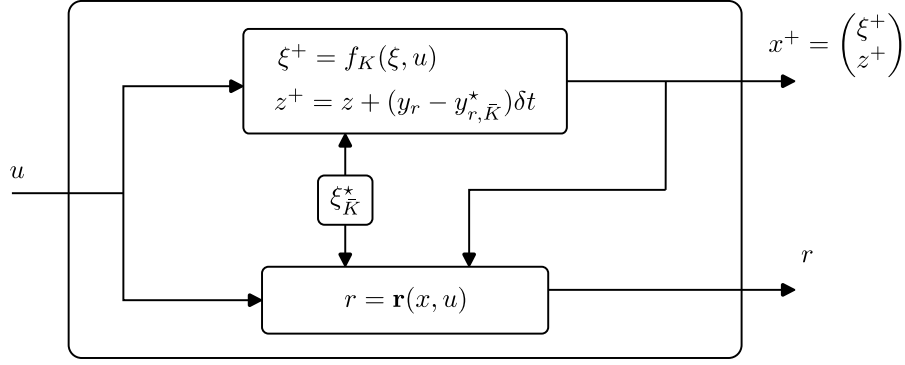 ξ⁺ = f_K(ξ, u)
z⁺ = z + (y_r − y^⋆_{r,K̄})δt
x⁺ = (ξ⁺ z⁺)
u
ξ^⋆_{K̄}
r = 𝐫(x, u)
r